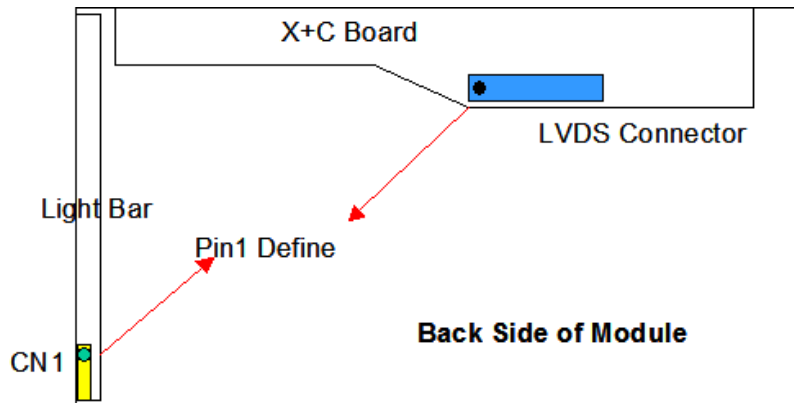 X+C Board
LVDS Connector
Light Bar
Pin1 Define
Back Side of Module
CN1